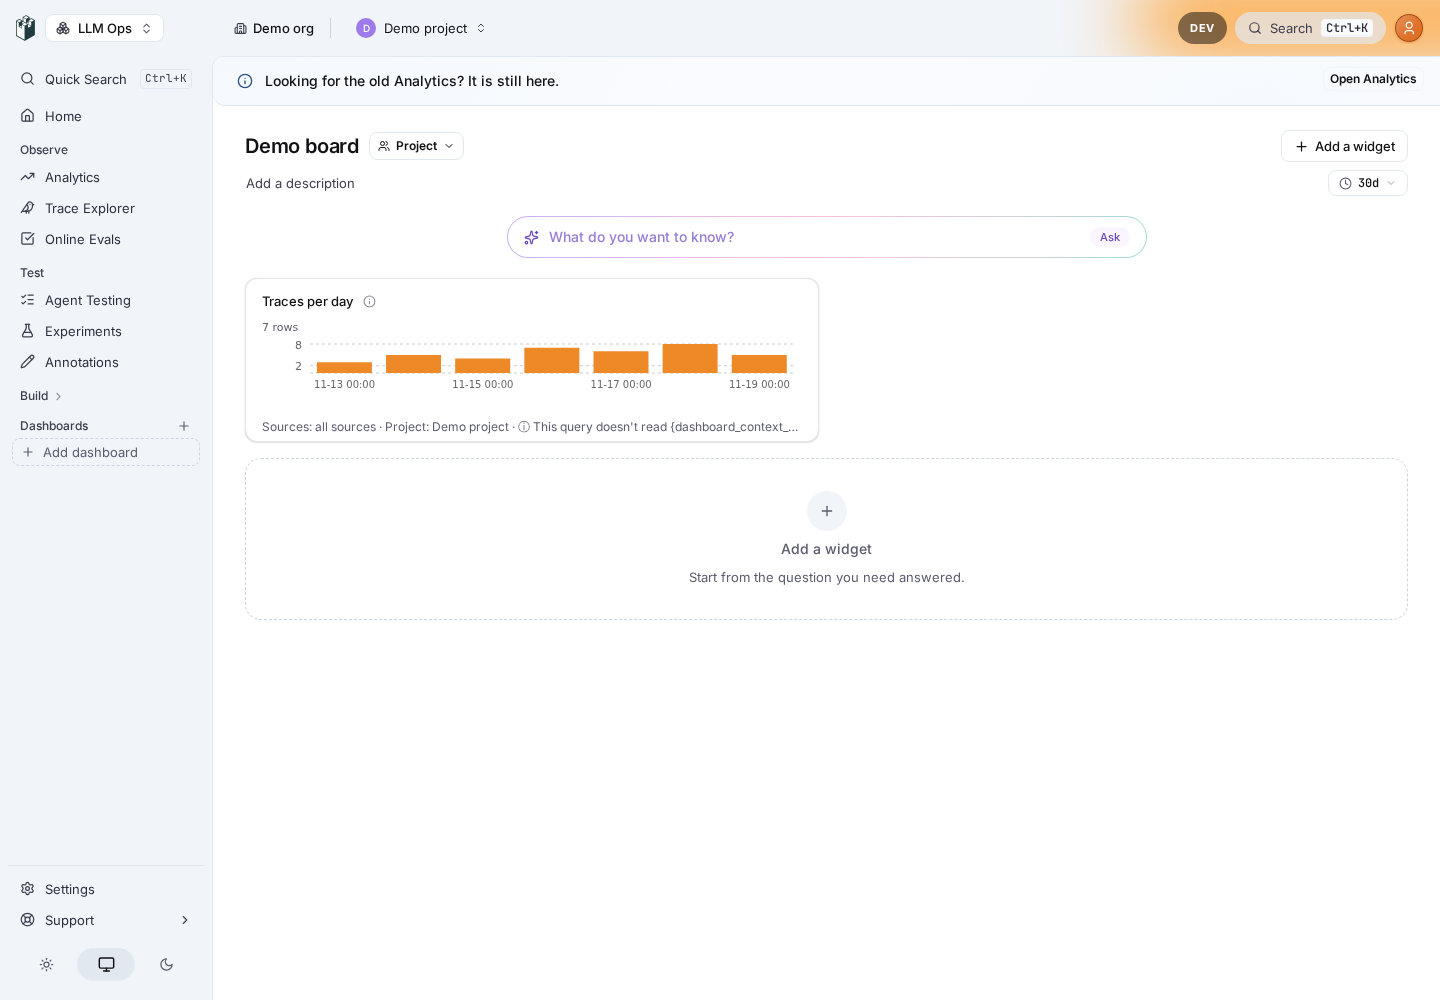 LLM Ops
Demo org
D
Demo project
DEV
Search Ctrl+K
Quick Search Ctrl+K
Home
Observe
Analytics
Trace Explorer
Online Evals
Test
Agent Testing
Experiments
Annotations
Build
Dashboards
Add dashboard
Settings
Support
Looking for the old Analytics? It is still here.
Open Analytics
Demo board
Project
Add a widget
Add a description
30d
What do you want to know?
Ask
Traces per day
7 rows
8
2
11-13 00:00 11-15 00:00 11-17 00:00 11-19 00:00
Sources: all sources · Project: Demo project · ⓘ This query doesn't read {dashboard_context_...
Add a widget
Start from the question you need answered.